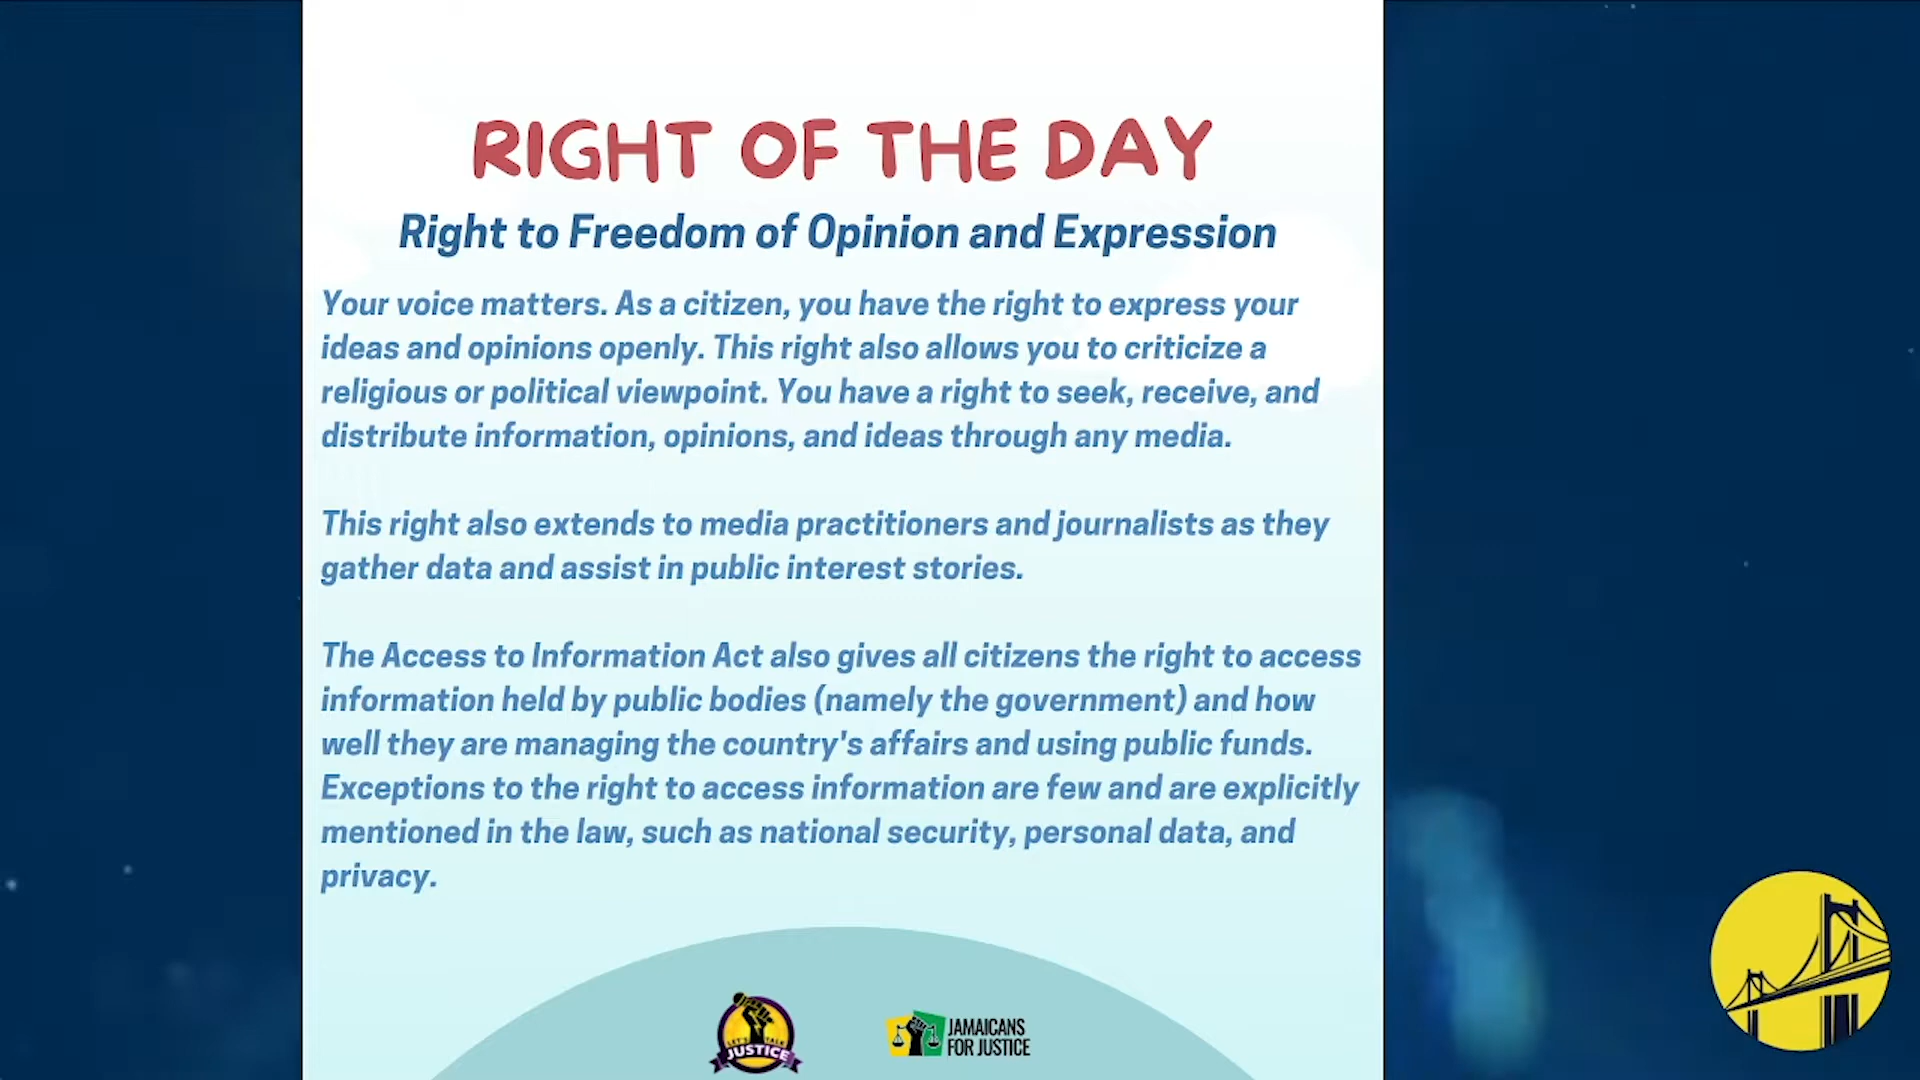 RIGHT OF THE DAY
Right to Freedom of Opinion and Expression
Your voice matters. As a citizen, you have the right to express your
ideas and opinions openly. This right also allows you to criticize a
religious or political viewpoint. You have a right to seek, receive, and
distribute information, opinions, and ideas through any media.
This right also extends to media practitioners and journalists as they
gather data and assist in public interest stories.
The Access to Information Act also gives all citizens the right to access
information held by public bodies (namely the government) and how
well they are managing the country's affairs and using public funds.
Exceptions to the right to access information are few and are explicitly
mentioned in the law, such as national security, personal data, and
privacy.
LET'S TALK
JUSTICE
JAMAICANS
FOR JUSTICE